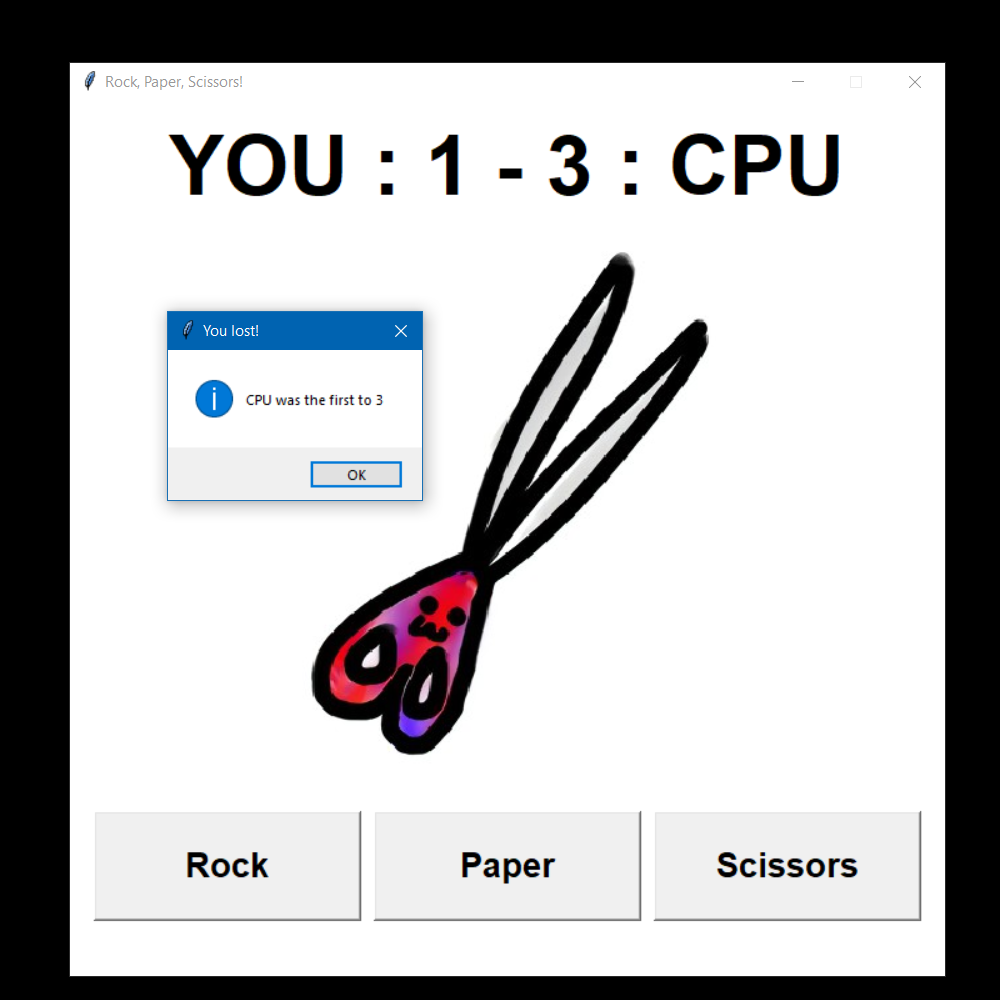 Rock, Paper, Scissors!
YOU : 1 - 3 : CPU
You lost!
i
CPU was the first to 3
OK
Rock
Paper
Scissors